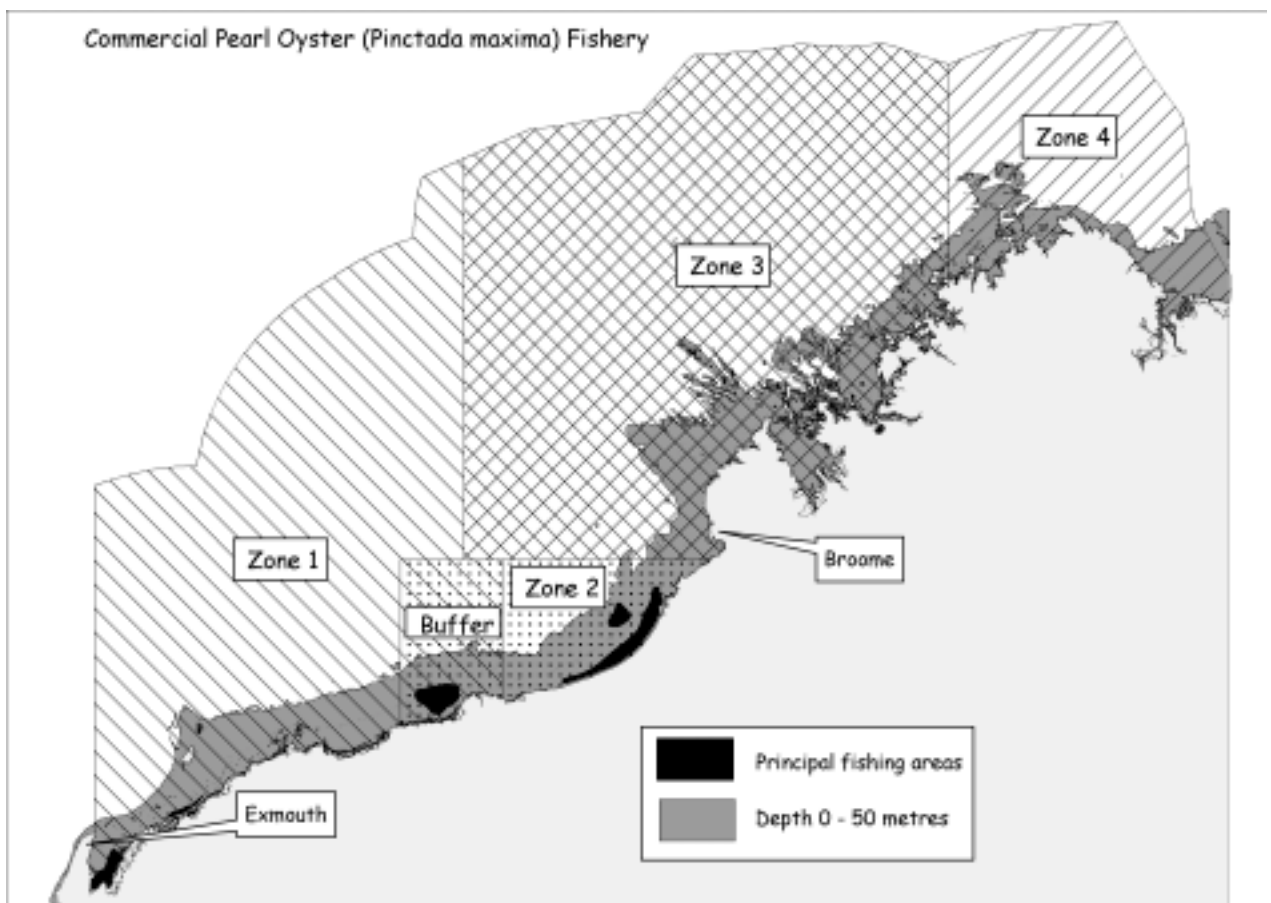 Commercial Pearl Oyster (Pinctada maxima) Fishery
Zone 4
Zone 3
Zone 1
Zone 2
Broome
Buffer
Principal fishing areas
Depth 0 - 50 metres
Exmouth